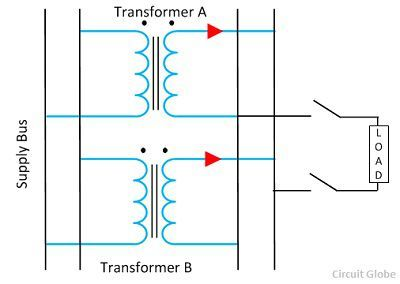 Transformer A
Supply Bus
LOAD
Transformer B
Circuit Globe